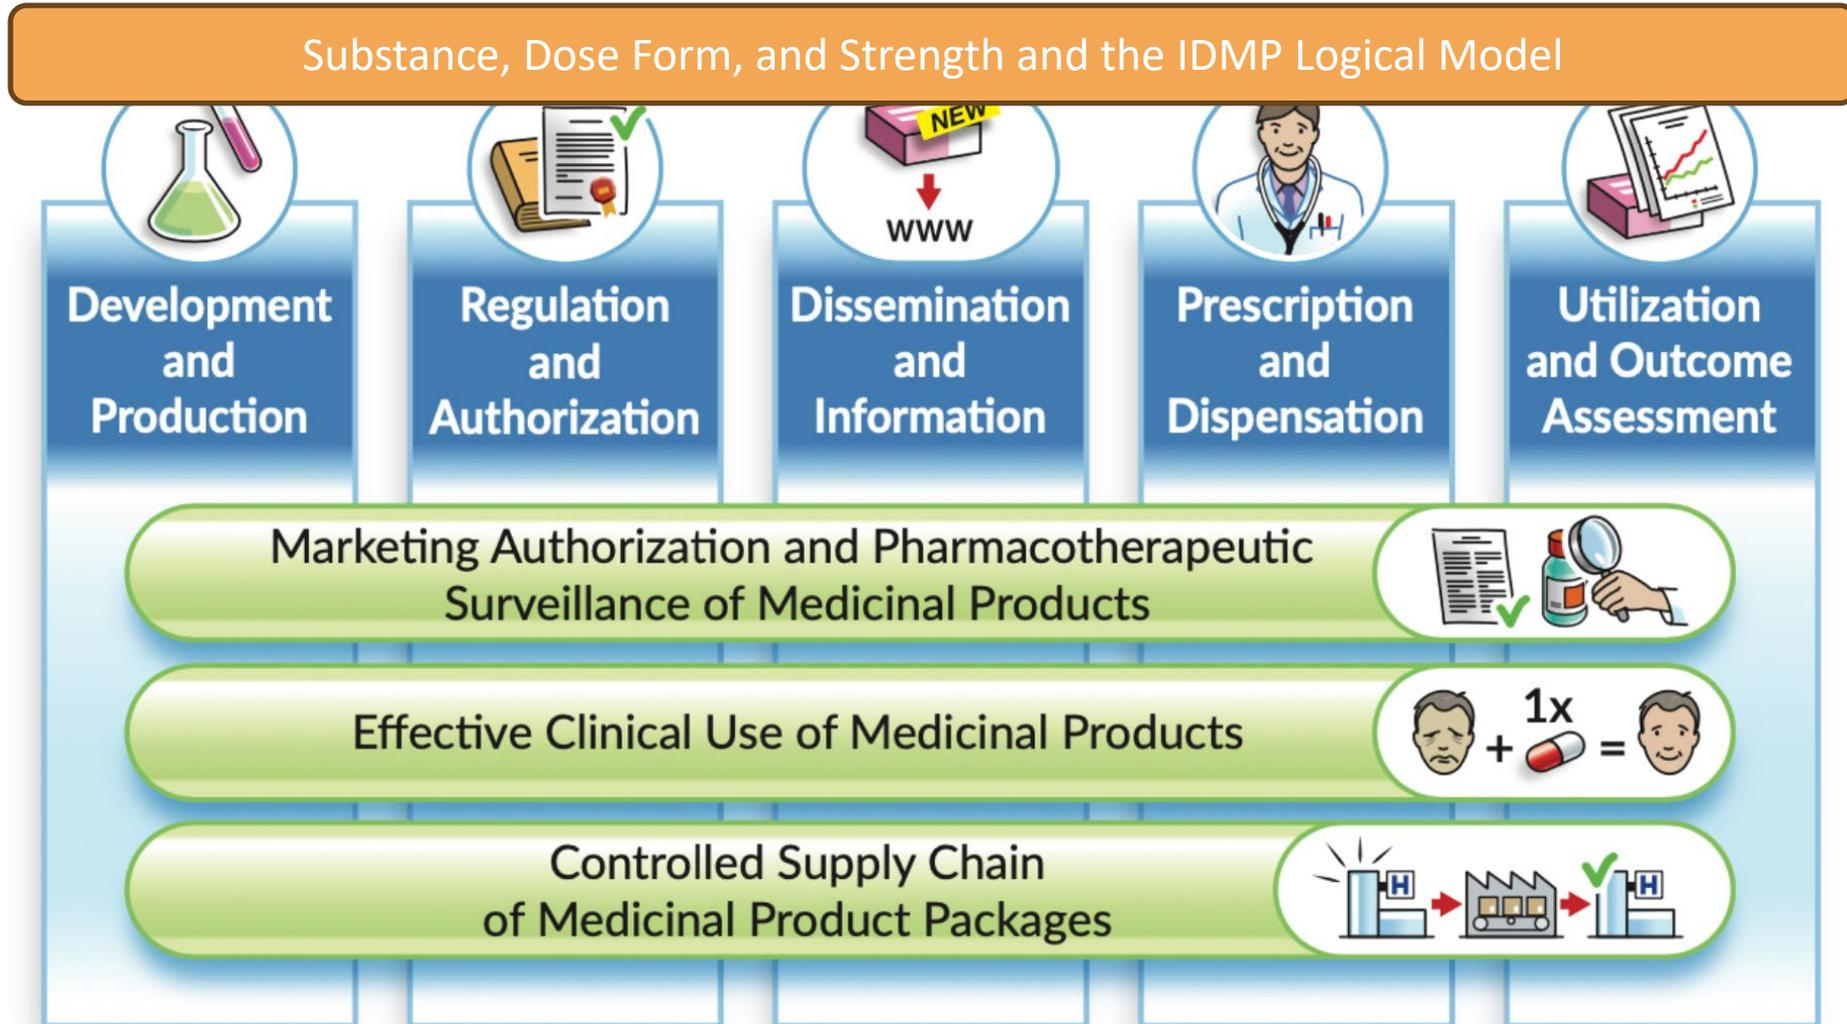 Substance, Dose Form, and Strength and the IDMP Logical Model
NEW
www
Development
and
Production
Regulation
and
Authorization
Dissemination
and
Information
Prescription
and
Dispensation
Utilization
and Outcome
Assessment
Marketing Authorization and Pharmacotherapeutic
Surveillance of Medicinal Products
Effective Clinical Use of Medicinal Products
1x
+ =
Controlled Supply Chain
of Medicinal Product Packages
H H